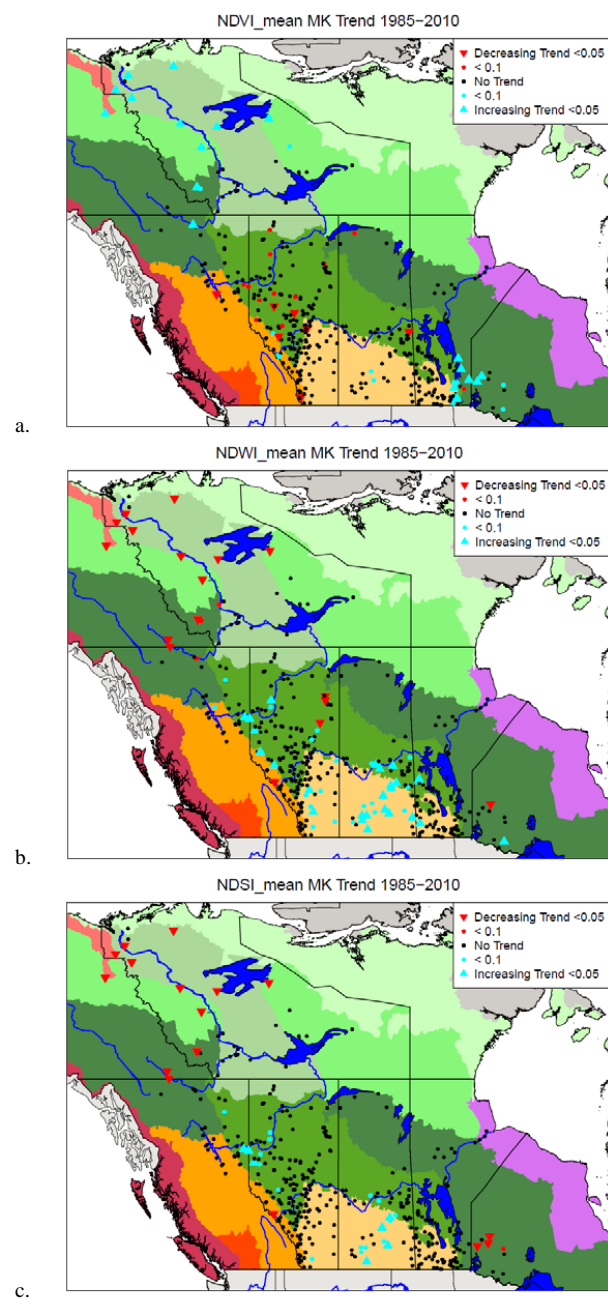 NDVI_mean MK Trend 1985−2010
Decreasing Trend <0.05
< 0.1
No Trend
< 0.1
Increasing Trend <0.05
a.
NDWI_mean MK Trend 1985−2010
Decreasing Trend <0.05
< 0.1
No Trend
< 0.1
Increasing Trend <0.05
b.
NDSI_mean MK Trend 1985−2010
Decreasing Trend <0.05
< 0.1
No Trend
< 0.1
Increasing Trend <0.05
c.